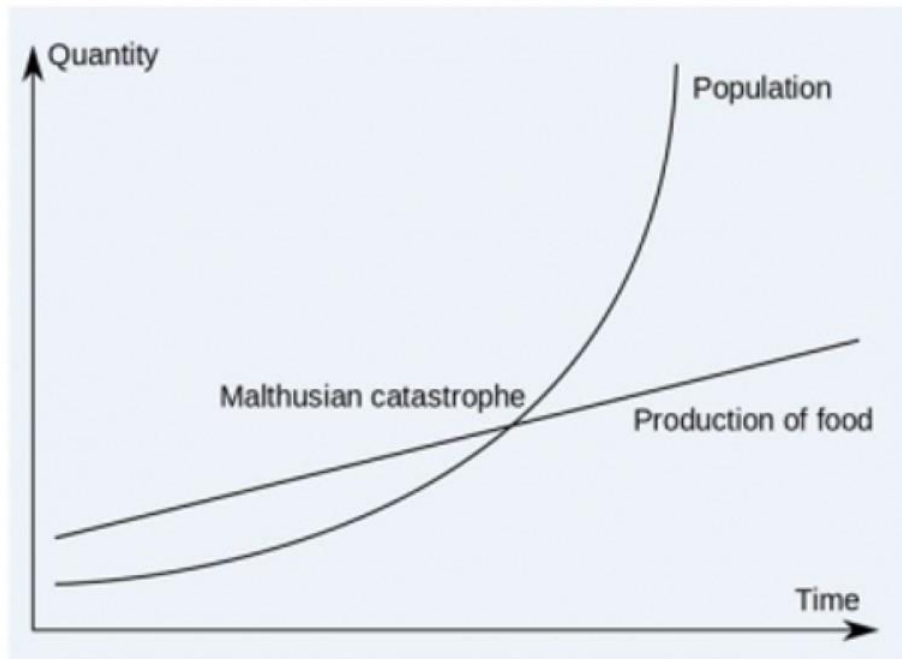 Quantity
Population
Malthusian catastrophe
Production of food
Time